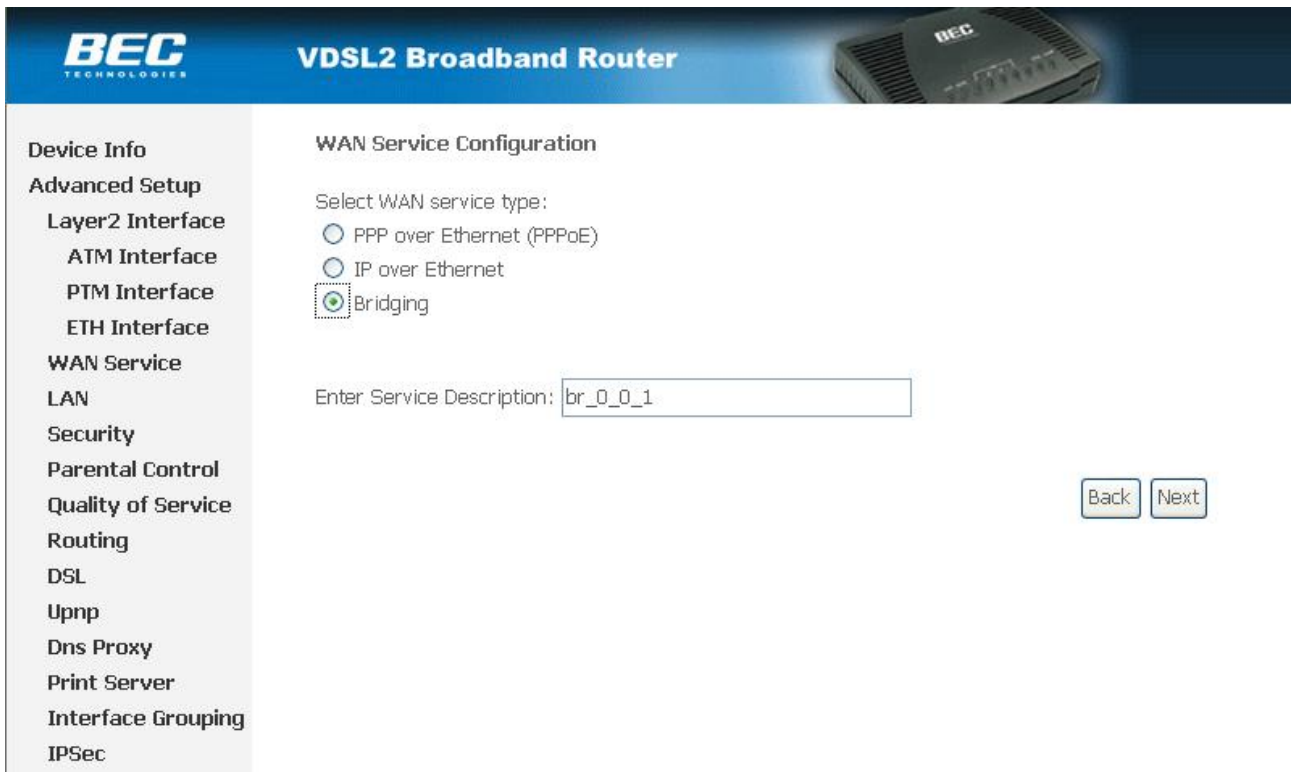 BEC
TECHNOLOGIES
VDSL2 Broadband Router
BEC
Device Info
Advanced Setup
Layer2 Interface
ATM Interface
PTM Interface
ETH Interface
WAN Service
LAN
Security
Parental Control
Quality of Service
Routing
DSL
Upnp
Dns Proxy
Print Server
Interface Grouping
IPSec
WAN Service Configuration
Select WAN service type:
PPP over Ethernet (PPPoE)
IP over Ethernet
Bridging
Enter Service Description: br_0_0_1
Back Next